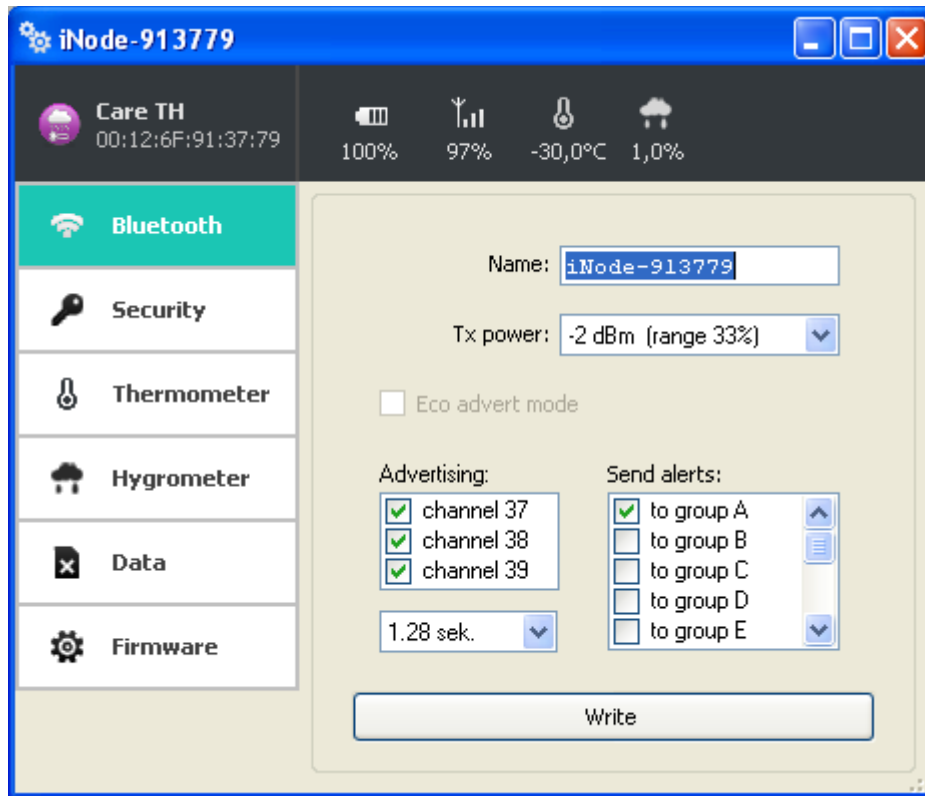 iNode-913779
Care TH
00:12:6F:91:37:79
100% 97% -30,0°C 1,0%
Bluetooth
Security
Thermometer
Hygrometer
Data
Firmware
Name: iNode-913779
Tx power: -2 dBm (range 33%)
Eco advert mode
Advertising:
channel 37
channel 38
channel 39
1.28 sek.
Send alerts:
to group A
to group B
to group C
to group D
to group E
Write